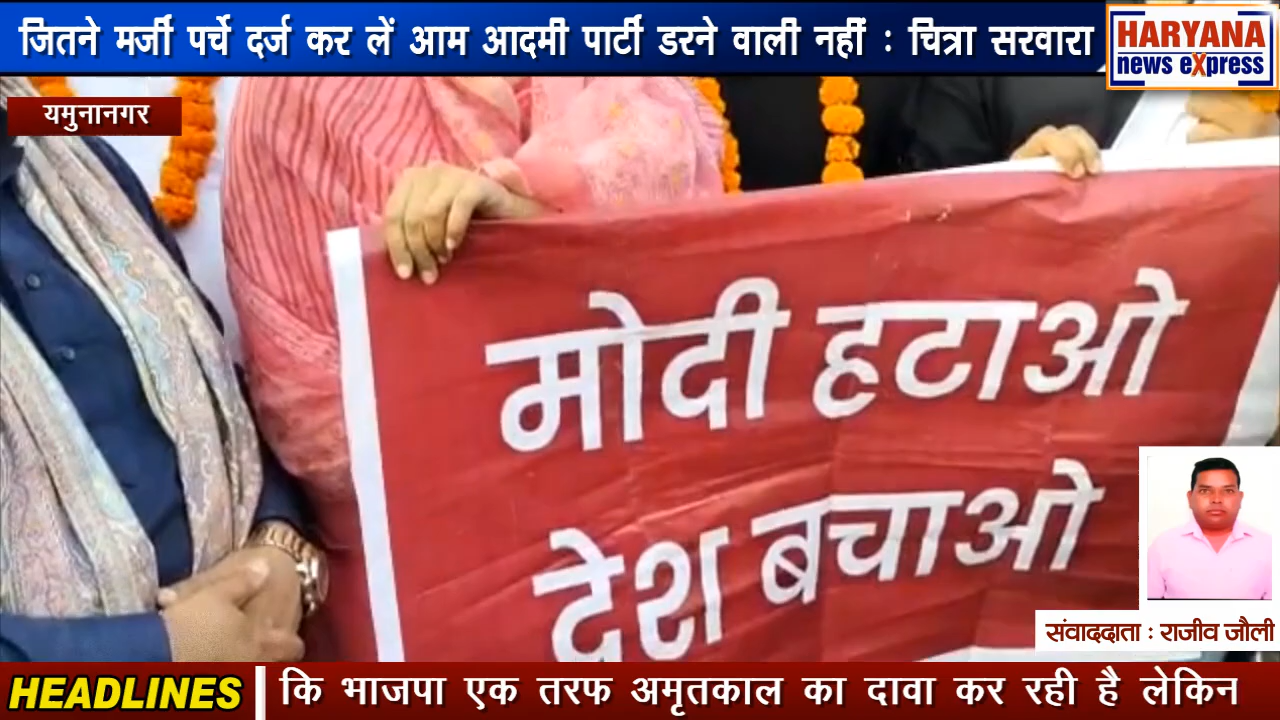 जितने मर्जी पर्चे दर्ज कर लें आम आदमी पार्टी डरने वाली नहीं : चित्रा सरवारा
HARYANA
news eXpress
यमुनानगर
मोदी हटाओ
देश बचाओ
संवाददाता : राजीव जौली
HEADLINES
कि भाजपा एक तरफ अमृतकाल का दावा कर रही है लेकिन